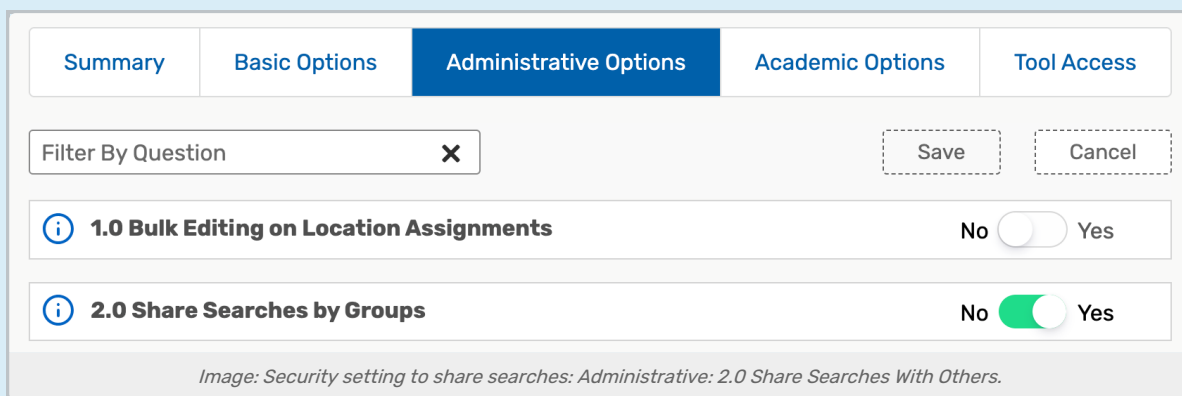 Summary Basic Options Administrative Options Academic Options Tool Access
Filter By Question Save Cancel
1.0 Bulk Editing on Location Assignments No Yes
2.0 Share Searches by Groups No Yes
Image: Security setting to share searches: Administrative: 2.0 Share Searches With Others.